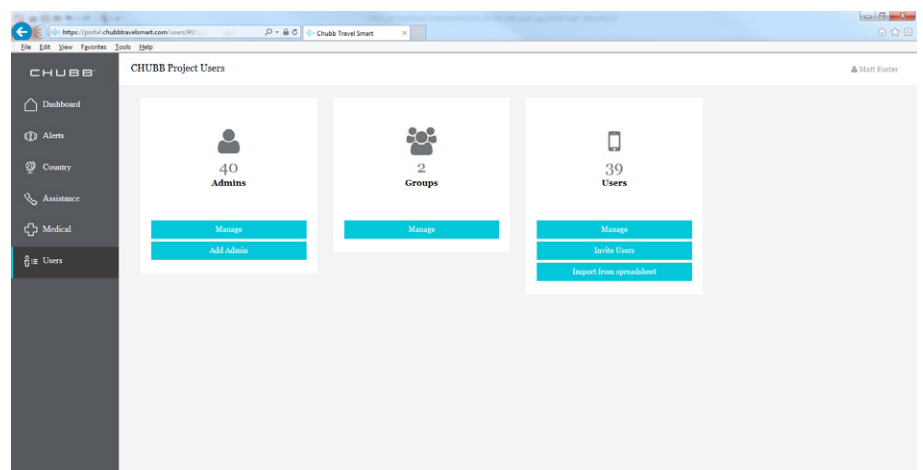 https://portal.chubbtravelsmart.com/users/#!/
Chubb Travel Smart
File Edit View Favorites Tools Help
CHUBB
CHUBB Project Users
Matt Foster
Dashboard
Alerts
Country
Assistance
Medical
Users
40
Admins
Manage
Add Admin
2
Groups
Manage
39
Users
Manage
Invite Users
Import from spreadsheet